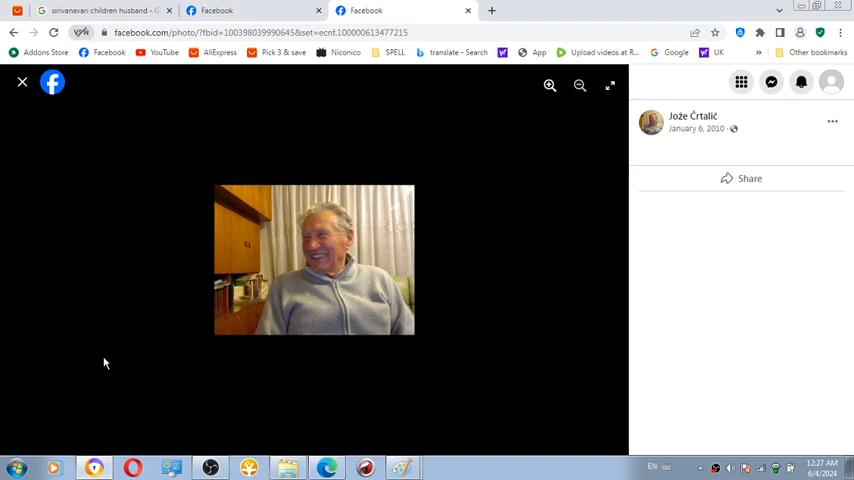 sirivanavari children husband - G
Facebook
Facebook
VPN
facebook.com/photo/?fbid=100398039990645&set=ecnf.100000613477215
Addons Store
Facebook
YouTube
AliExpress
Pick 3 & save
Niconico
SPELL
translate - Search
App
Upload videos at R...
Google
UK
»
Other bookmarks
Jože Črtalič
January 6, 2010 ·
Share
EN
12:27 AM
6/4/2024